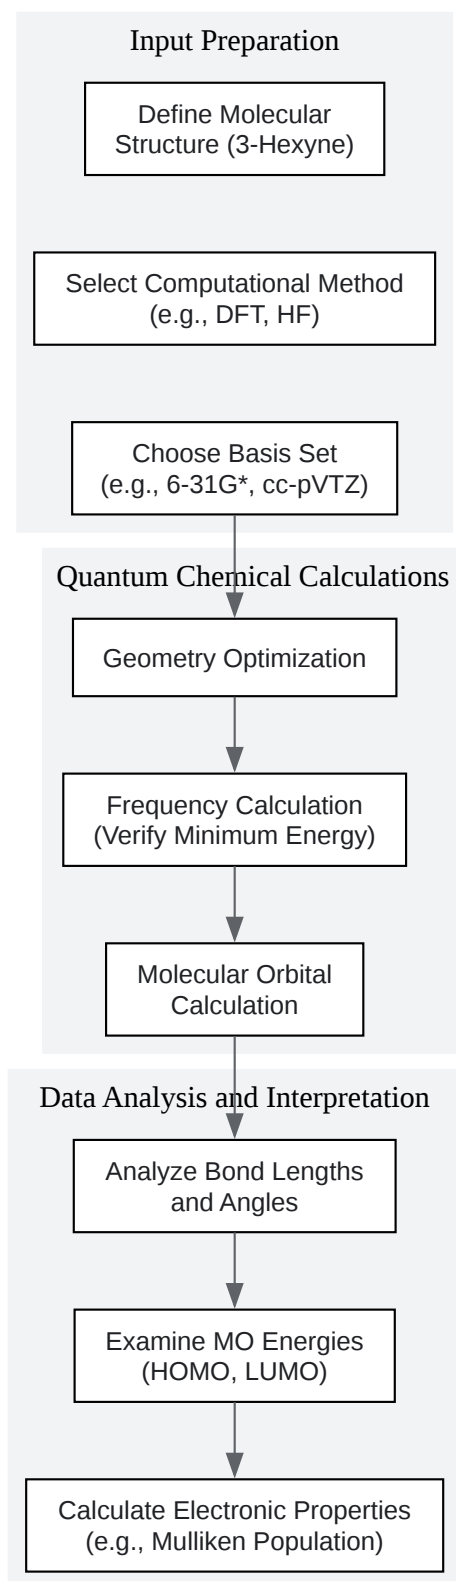 Input Preparation
Define Molecular
Structure (3-Hexyne)
Select Computational Method
(e.g., DFT, HF)
Choose Basis Set
(e.g., 6-31G*, cc-pVTZ)
Quantum Chemical Calculations
Geometry Optimization
Frequency Calculation
(Verify Minimum Energy)
Molecular Orbital
Calculation
Data Analysis and Interpretation
Analyze Bond Lengths
and Angles
Examine MO Energies
(HOMO, LUMO)
Calculate Electronic Properties
(e.g., Mulliken Population)